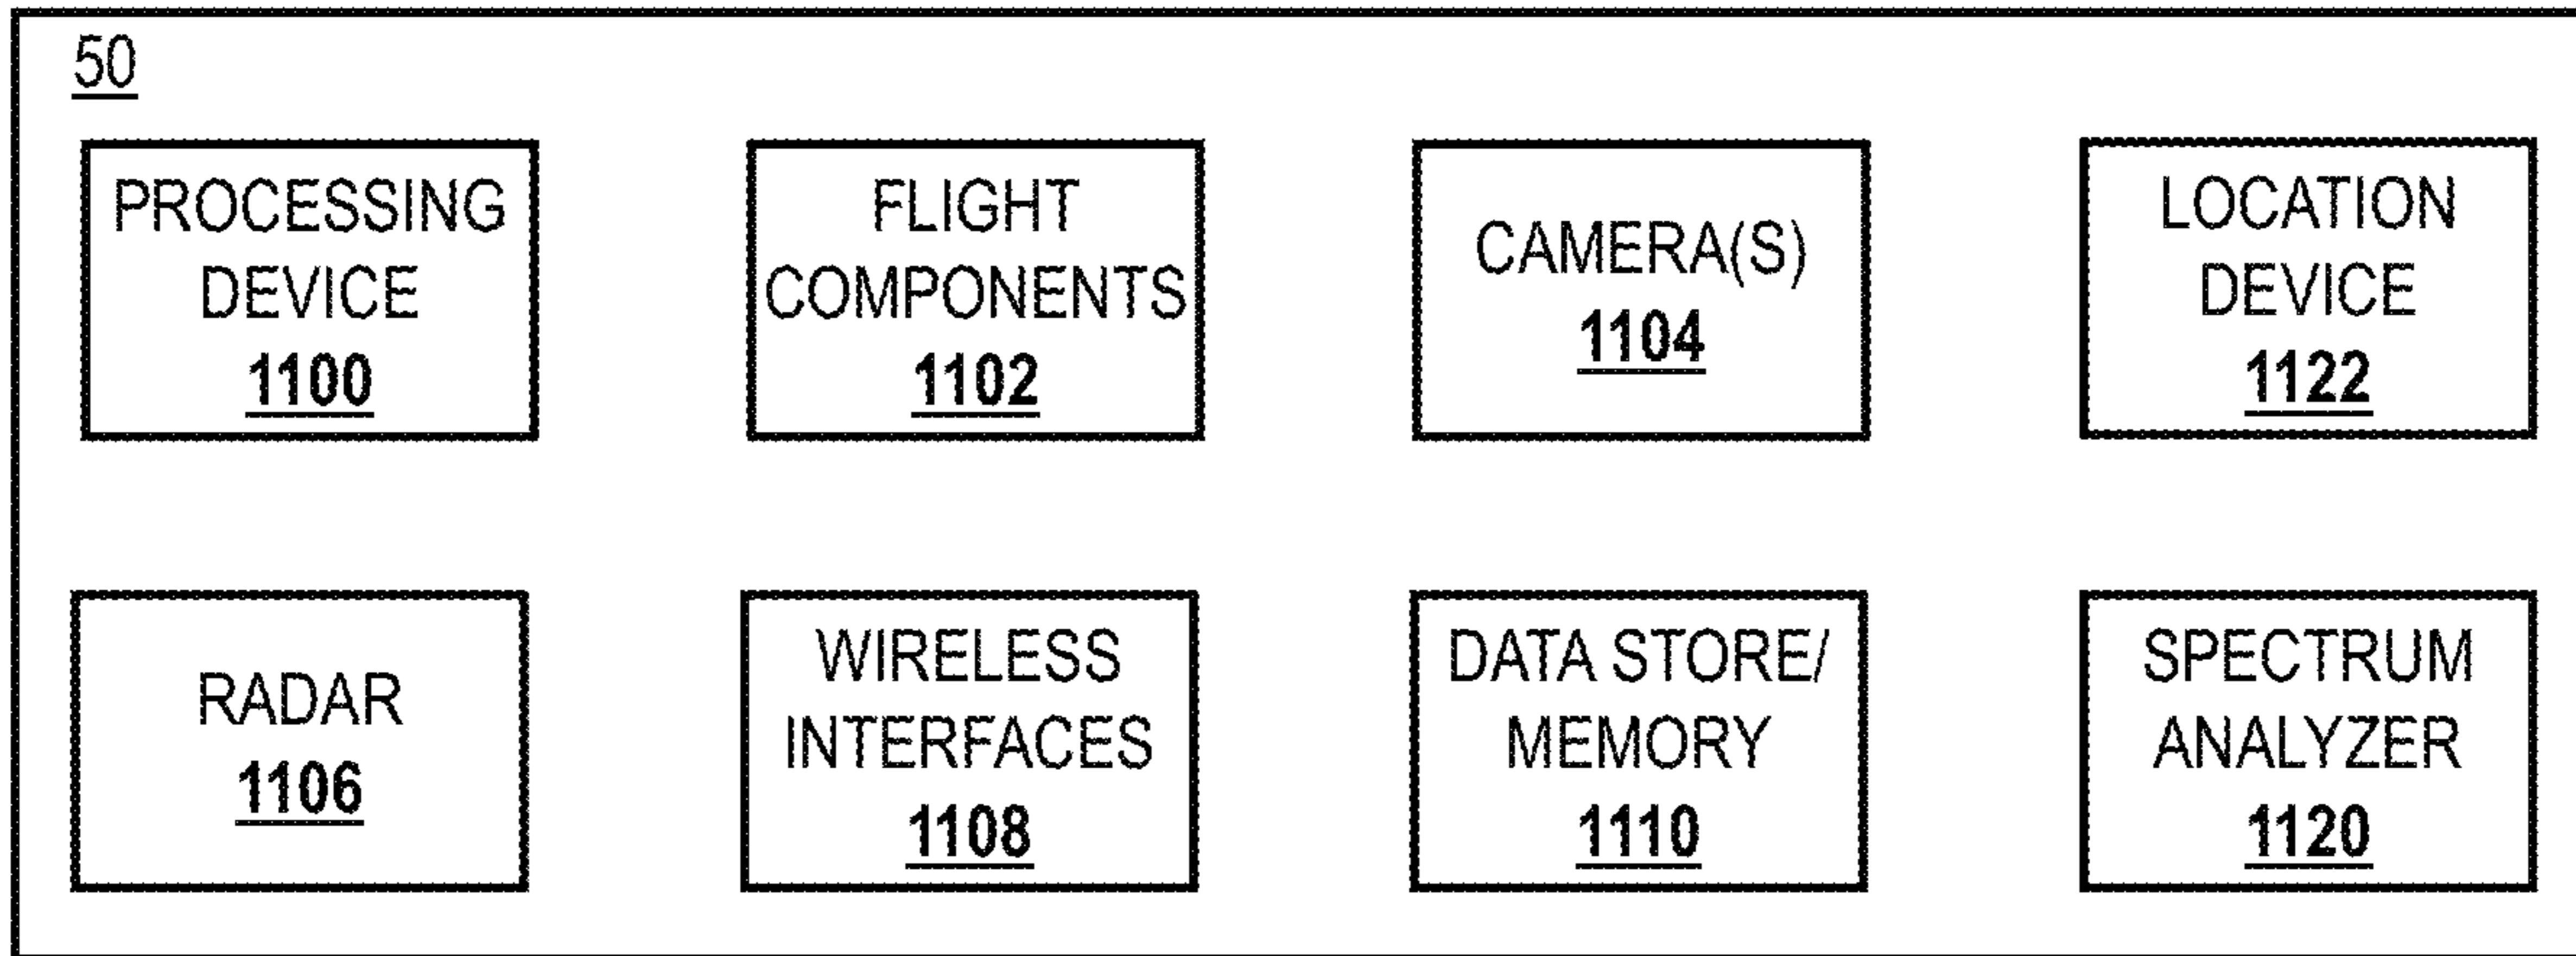 50
PROCESSING
DEVICE
1100
FLIGHT
COMPONENTS
1102
CAMERA(S)
1104
LOCATION
DEVICE
1122
RADAR
1106
WIRELESS
INTERFACES
1108
DATA STORE/
MEMORY
1110
SPECTRUM
ANALYZER
1120